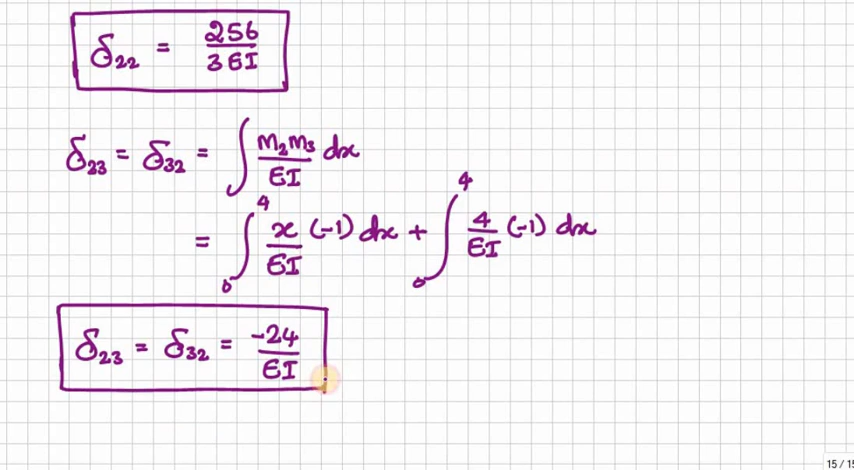 δ₂₂ = 256/3EI
δ₂₃ = δ₃₂ = ∫ m₂m₃/EI dx
= ∫₀⁴ x/EI (-1) dx + ∫₀⁴ 4/EI (-1) dx
δ₂₃ = δ₃₂ = -24/EI
15 / 15